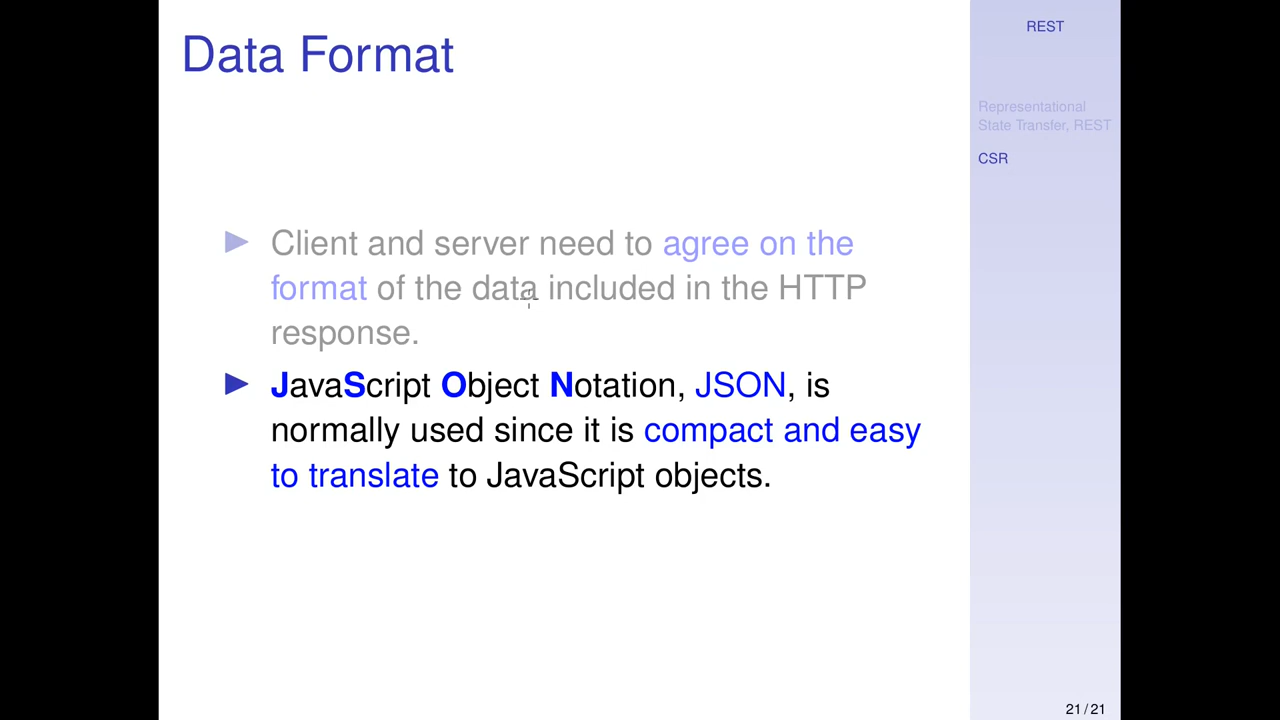 Data Format
Client and server need to agree on the
format of the data included in the HTTP
response.
JavaScript Object Notation, JSON, is
normally used since it is compact and easy
to translate to JavaScript objects.
REST
Representational
State Transfer, REST
CSR
21 / 21